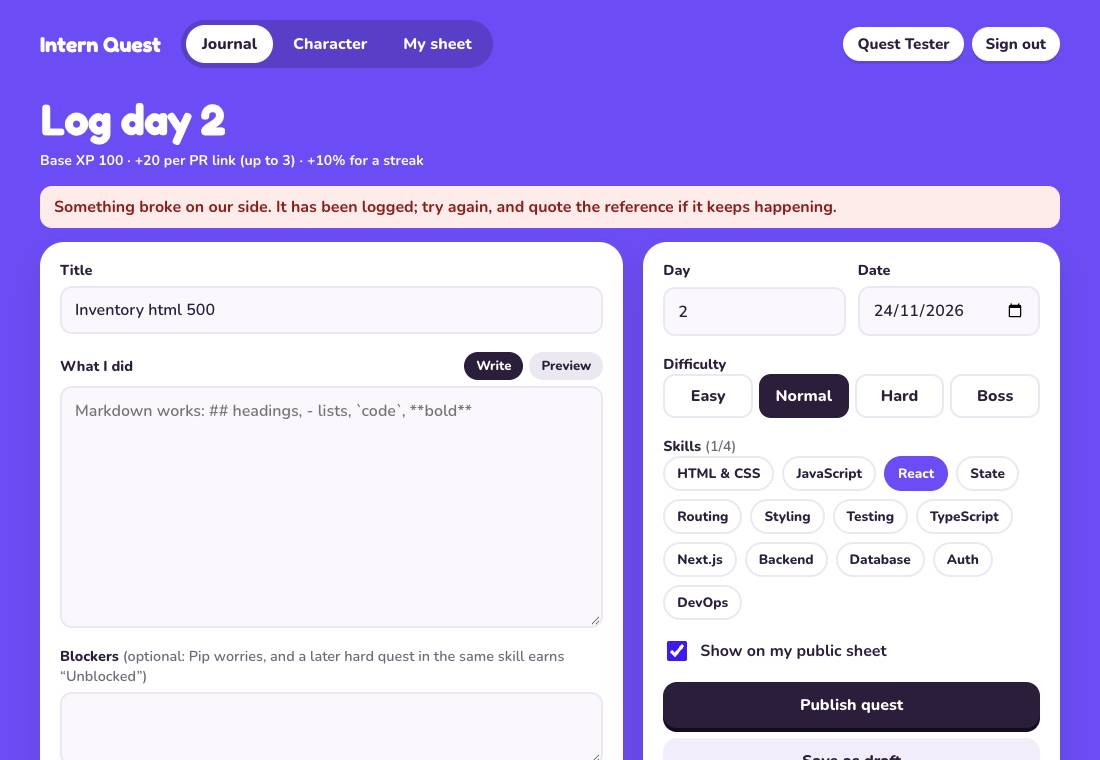 Intern Quest
Journal
Character
My sheet
Quest Tester
Sign out
Log day 2
Base XP 100 · +20 per PR link (up to 3) · +10% for a streak
Something broke on our side. It has been logged; try again, and quote the reference if it keeps happening.
Title
Inventory html 500
What I did
Write
Preview
Markdown works: ## headings, - lists, `code`, **bold**
Blockers (optional: Pip worries, and a later hard quest in the same skill earns
“Unblocked”)
Day
Date
2
24/11/2026
Difficulty
Easy
Normal
Hard
Boss
Skills (1/4)
HTML & CSS
JavaScript
React
State
Routing
Styling
Testing
TypeScript
Next.js
Backend
Database
Auth
DevOps
Show on my public sheet
Publish quest
Save as draft